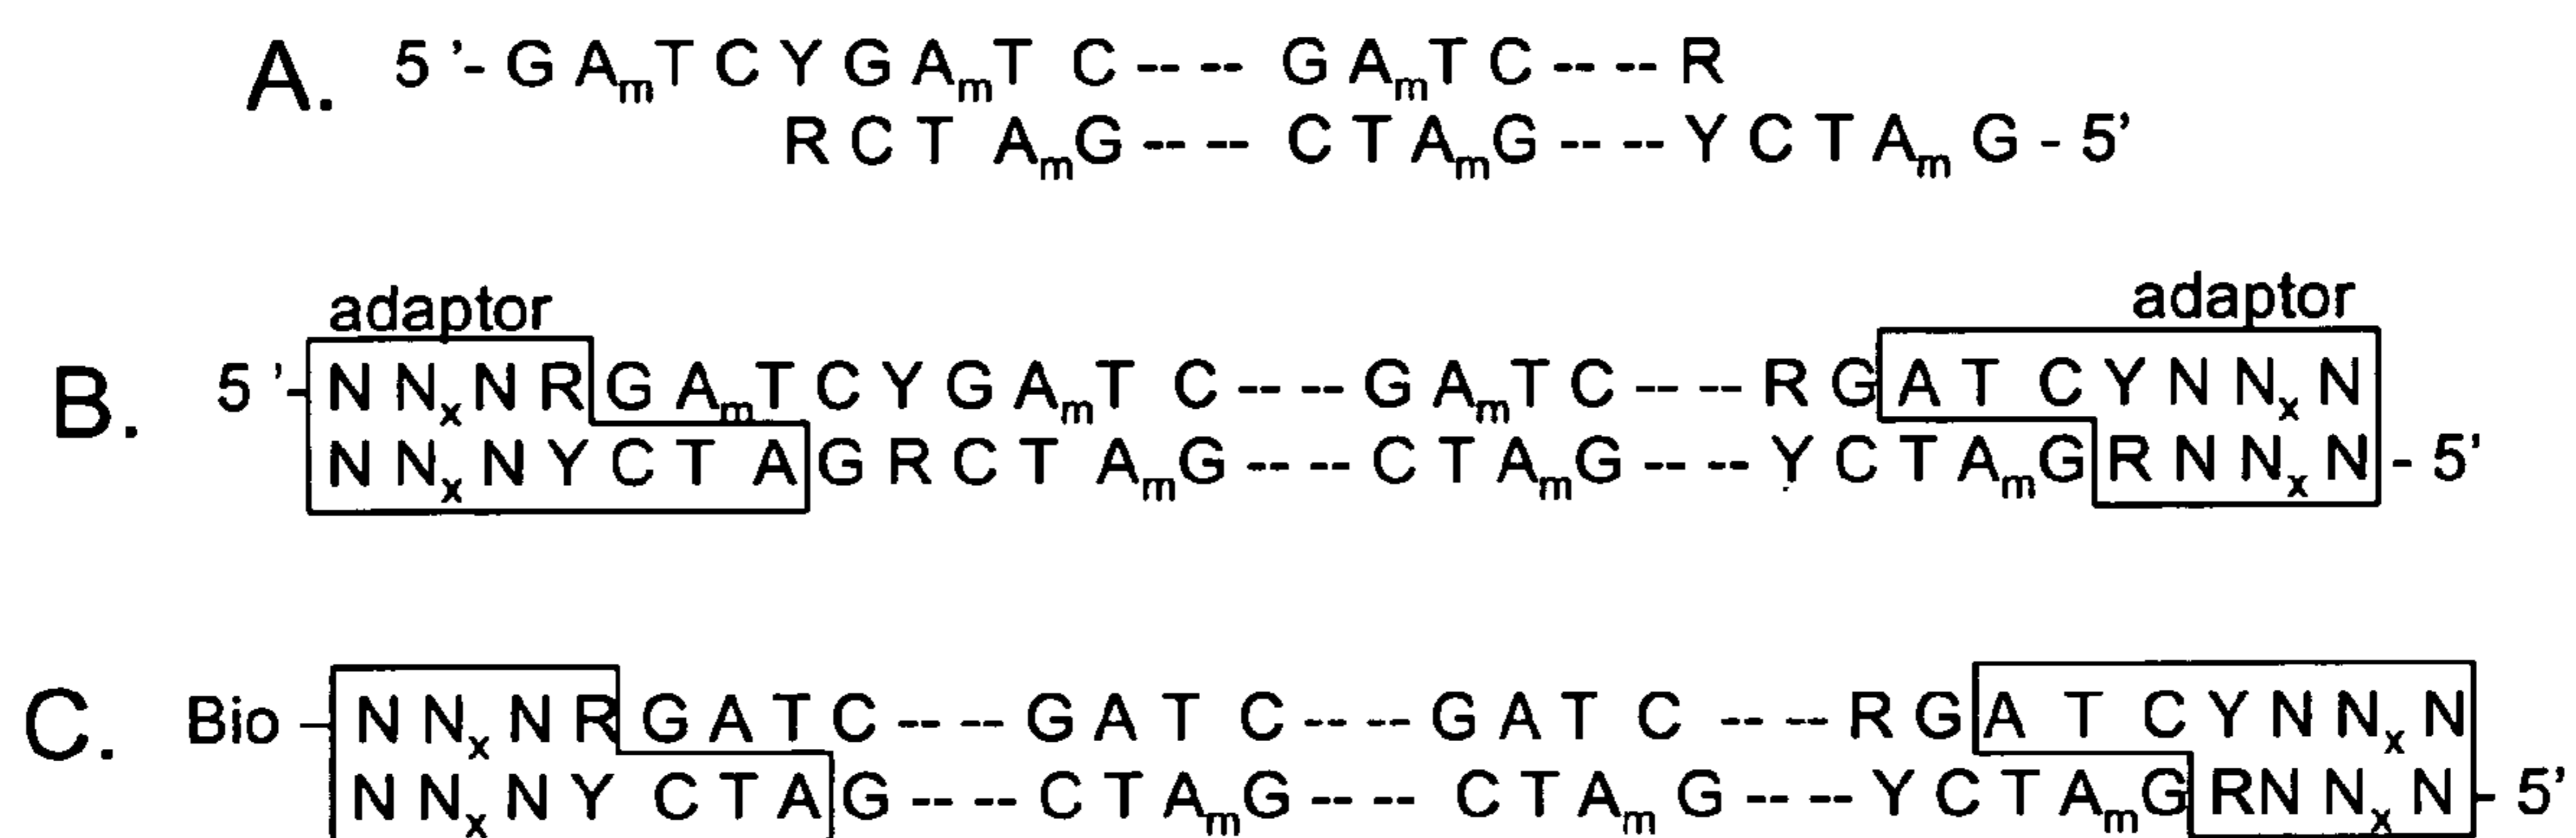 A. 5'- G AmT C Y G AmT C -- -- G AmT C -- -- R
R C T AmG -- -- C T AmG -- -- Y C T Am G - 5'
adaptor adaptor
B. 5'- N Nx N R G AmT C Y G AmT C -- -- G AmT C -- -- R G A T C Y N Nx N
N Nx N Y C T A G R C T AmG -- -- C T AmG -- -- Y C T AmG R N Nx N - 5'
C. Bio - N Nx N R G A T C -- -- G A T C -- -- G A T C -- -- R G A T C Y N Nx N
N Nx N Y C T A G -- -- C T AmG -- -- C T Am G -- -- Y C T AmG R N Nx N - 5'